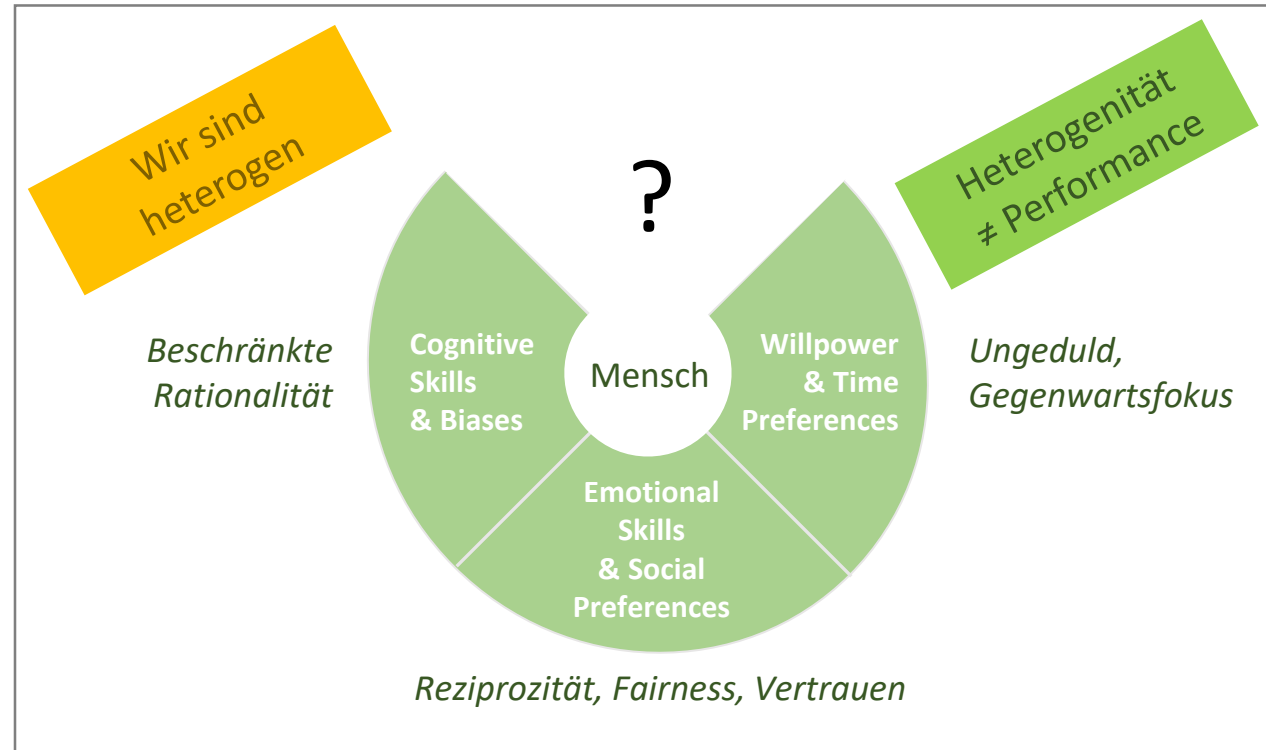 Wir sind
heterogen
?
Heterogenität
≠ Performance
Beschränkte
Rationalität
Cognitive
Skills
& Biases
Mensch
Willpower
& Time
Preferences
Ungeduld,
Gegenwartsfokus
Emotional
Skills
& Social
Preferences
Reziprozität, Fairness, Vertrauen